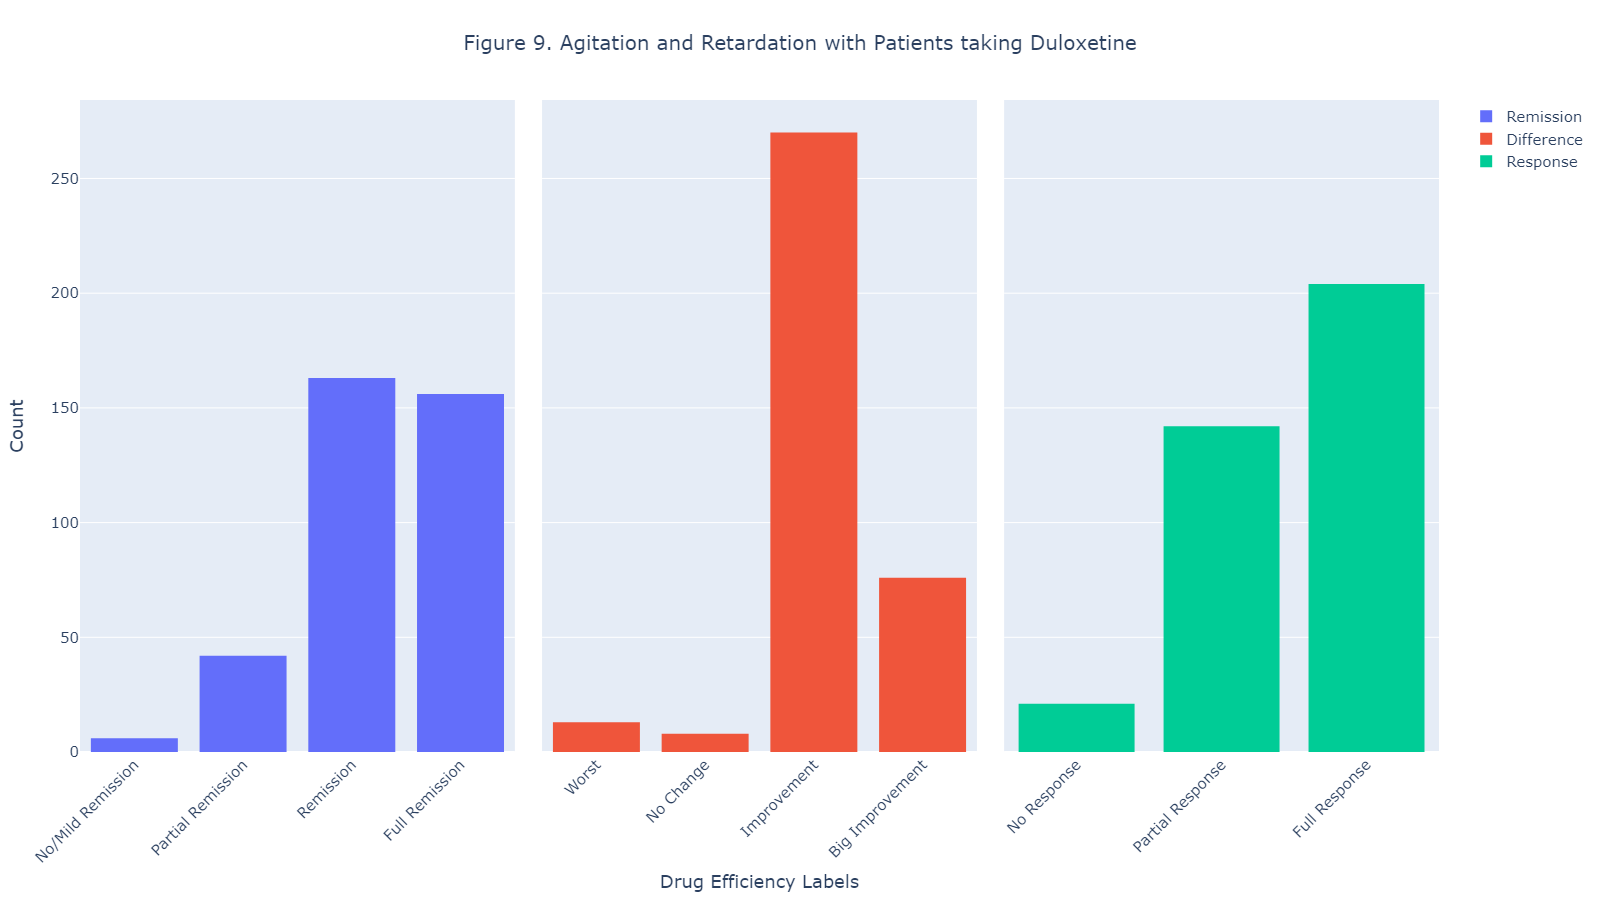 Figure 9. Agitation and Retardation with Patients taking Duloxetine
Remission
Difference
Response
Count
250
200
150
100
50
0
No/Mild Remission
Partial Remission
Remission
Full Remission
Worst
No Change
Improvement
Big Improvement
No Response
Partial Response
Full Response
Drug Efficiency Labels